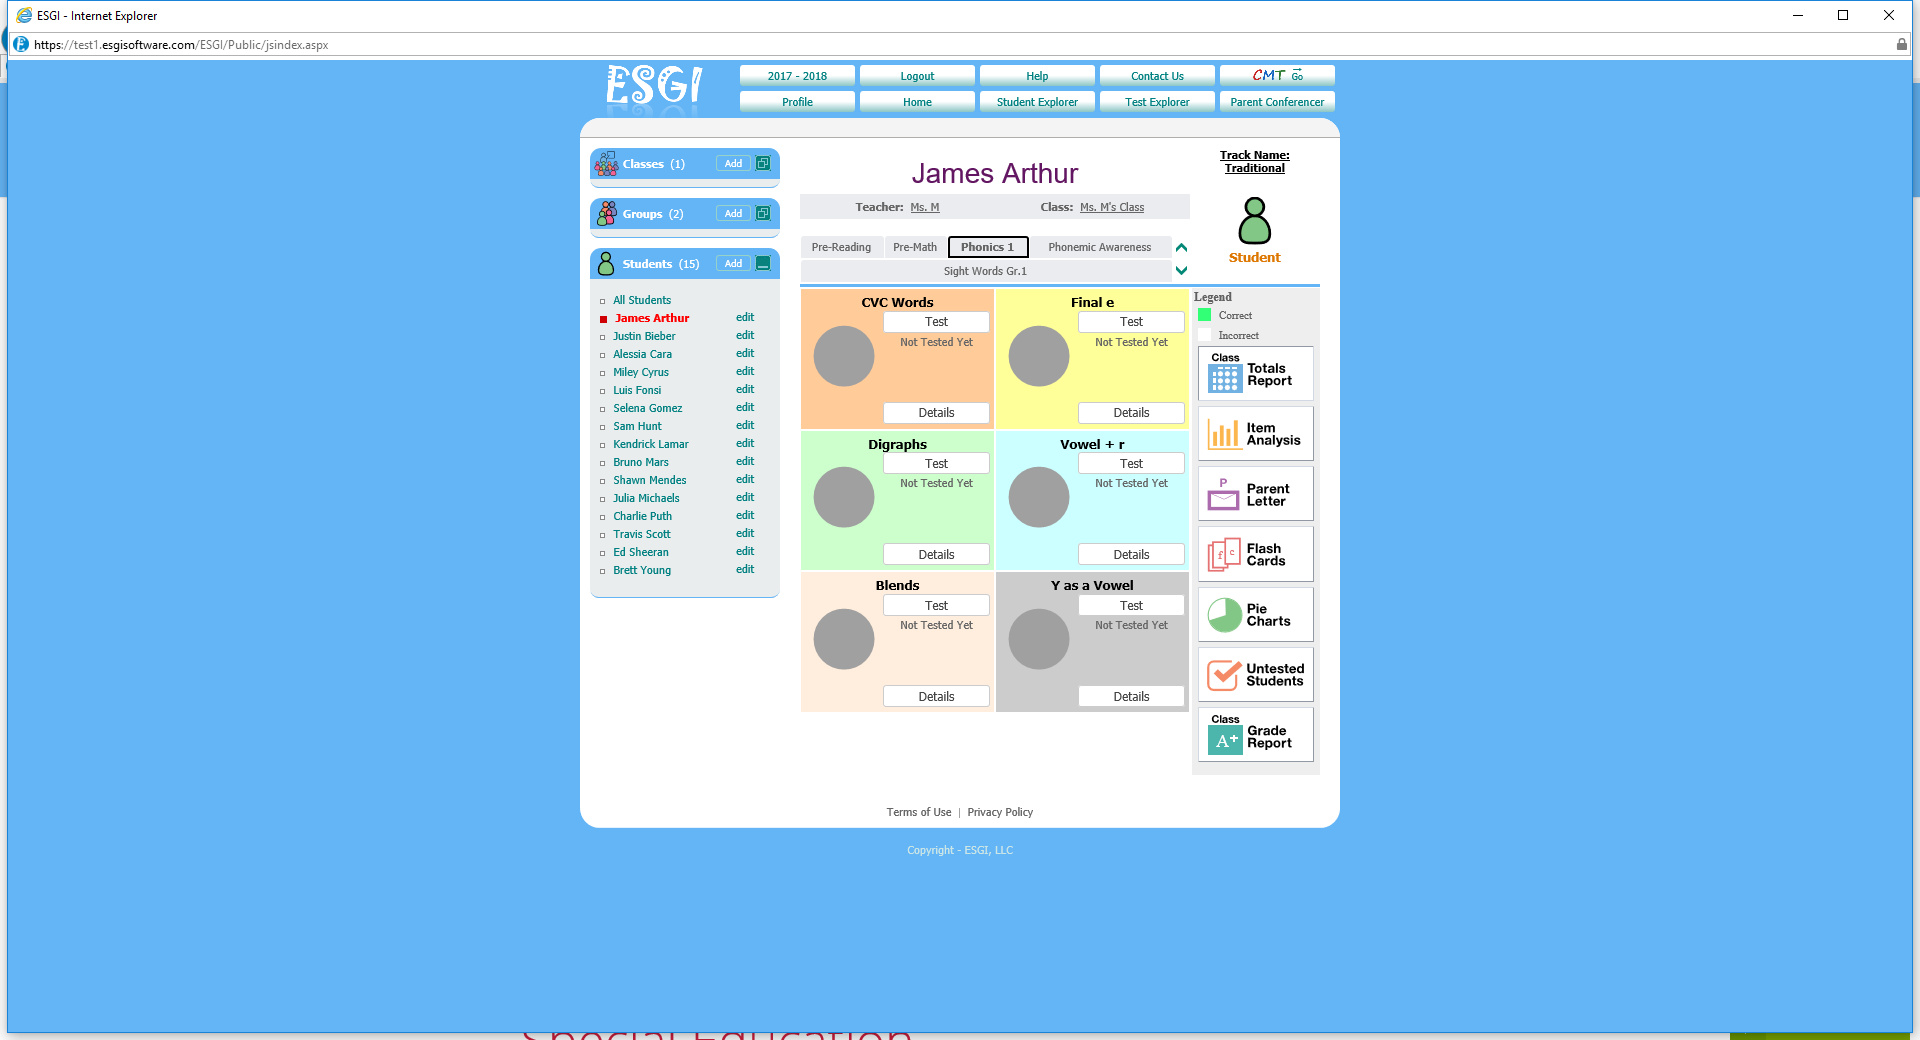 ESGI - Internet Explorer
https://test1.esgisoftware.com/ESGI/Public/jsindex.aspx
ESGI
2017 - 2018
Logout
Help
Contact Us
CMT Go
Profile
Home
Student Explorer
Test Explorer
Parent Conferencer
Classes (1)
Add
Groups (2)
Add
Students (15)
Add
All Students
James Arthur edit
Justin Bieber edit
Alessia Cara edit
Miley Cyrus edit
Luis Fonsi edit
Selena Gomez edit
Sam Hunt edit
Kendrick Lamar edit
Bruno Mars edit
Shawn Mendes edit
Julia Michaels edit
Charlie Puth edit
Travis Scott edit
Ed Sheeran edit
Brett Young edit
James Arthur
Teacher: Ms. M
Class: Ms. M's Class
Track Name:
Traditional
Student
Pre-Reading
Pre-Math
Phonics 1
Phonemic Awareness
Sight Words Gr.1
CVC Words
Test
Not Tested Yet
Details
Final e
Test
Not Tested Yet
Details
Digraphs
Test
Not Tested Yet
Details
Vowel + r
Test
Not Tested Yet
Details
Blends
Test
Not Tested Yet
Details
Y as a Vowel
Test
Not Tested Yet
Details
Legend
Correct
Incorrect
Class
Totals
Report
Item
Analysis
P
Parent
Letter
f c
Flash
Cards
Pie
Charts
Untested
Students
Class
A+
Grade
Report
Terms of Use | Privacy Policy
Copyright - ESGI, LLC
Special Education